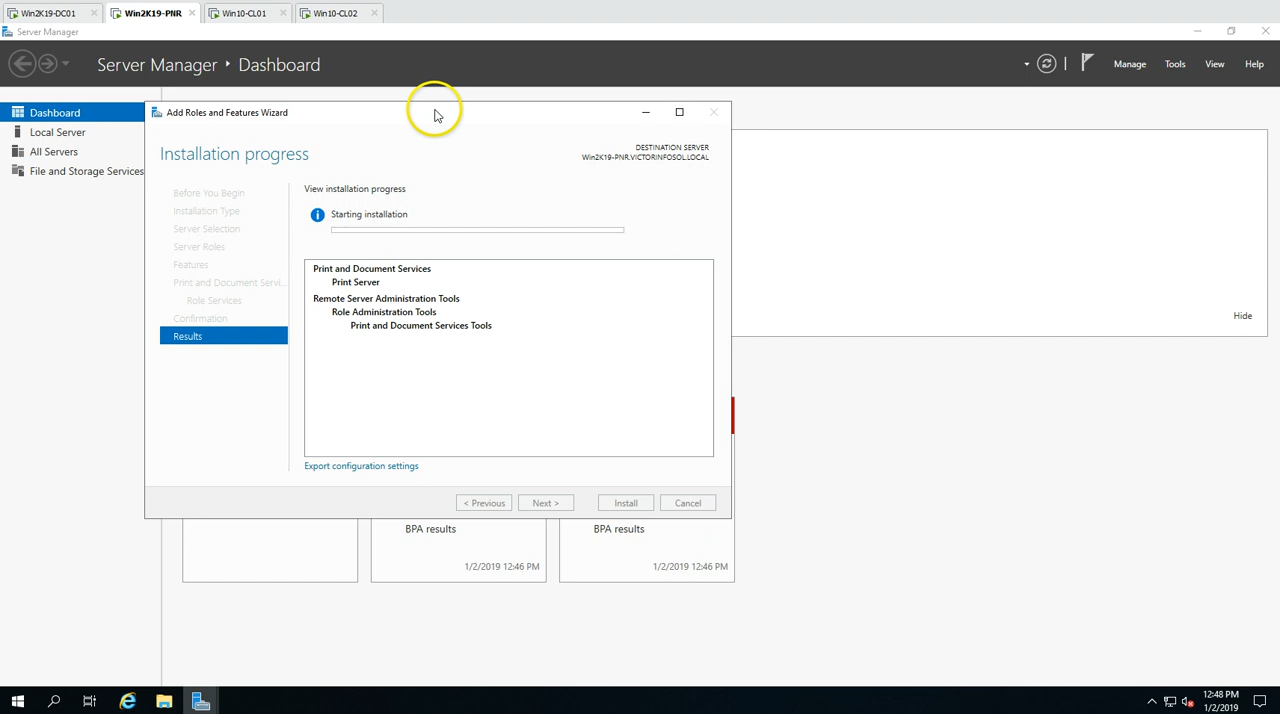 Win2K19-DC01
Win2K19-PNR
Win10-CL01
Win10-CL02
Server Manager
Server Manager ‣ Dashboard
Manage Tools View Help
Dashboard
Local Server
All Servers
File and Storage Services
Add Roles and Features Wizard
Installation progress
DESTINATION SERVER
Win2K19-PNR.VICTORINFOSOL.LOCAL
Before You Begin
Installation Type
Server Selection
Server Roles
Features
Print and Document Servi...
Role Services
Confirmation
Results
View installation progress
Starting installation
Print and Document Services
Print Server
Remote Server Administration Tools
Role Administration Tools
Print and Document Services Tools
Export configuration settings
< Previous
Next >
Install
Cancel
Hide
BPA results
1/2/2019 12:46 PM
BPA results
1/2/2019 12:46 PM
12:48 PM
1/2/2019